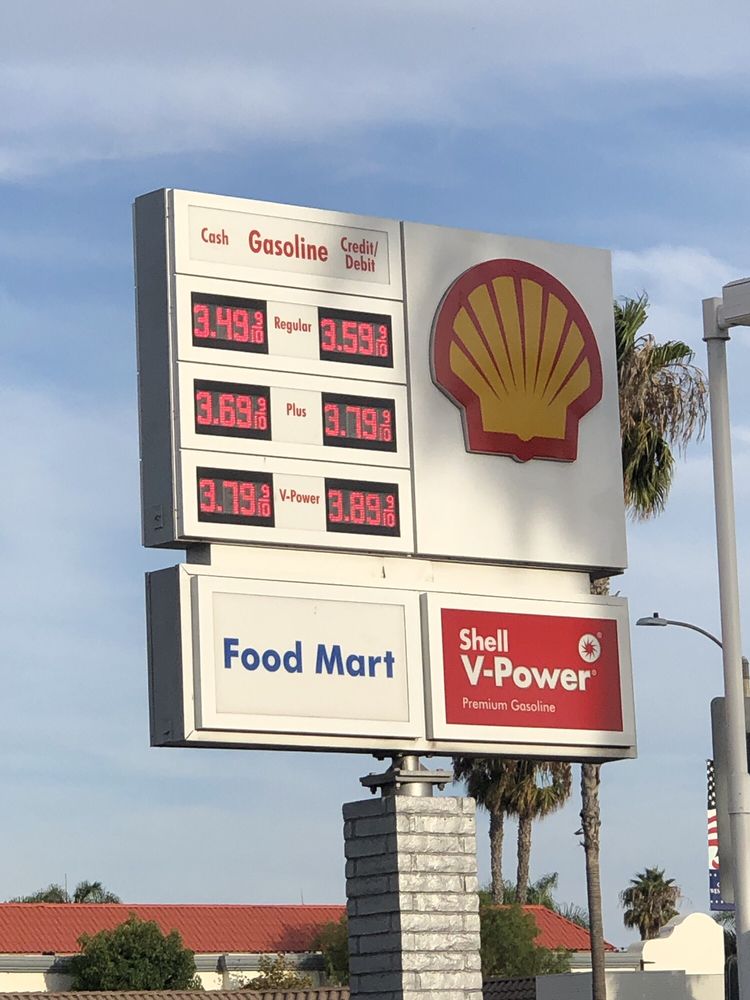 Cash Gasoline Credit/
Debit
3.49 9/10 Regular 3.59 9/10
3.69 9/10 Plus 3.79 9/10
3.79 9/10 V-Power 3.89 9/10
Food Mart
Shell
V-Power®
Premium Gasoline